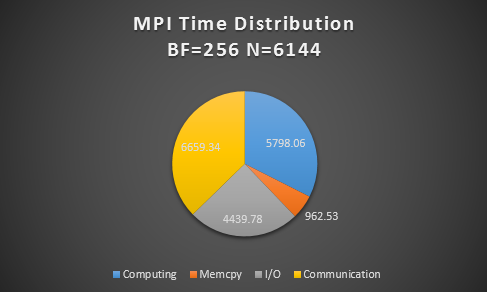 MPI Time Distribution
BF=256 N=6144
5798.06
6659.34
962.53
4439.78
Computing Memcpy I/O Communication